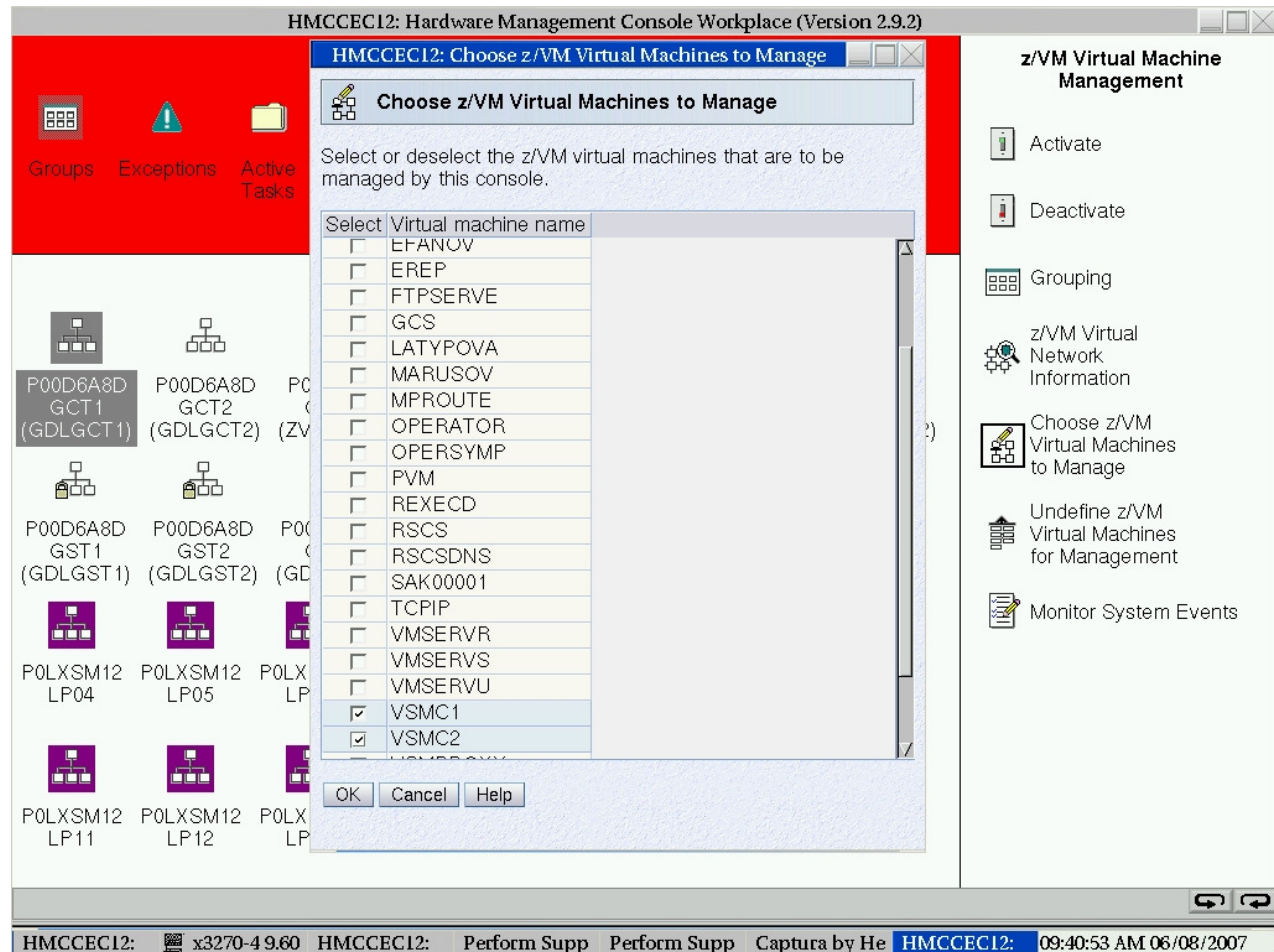 HMCCEC12: Hardware Management Console Workplace (Version 2.9.2)
Groups
Exceptions
Active
Tasks
P00D6A8D
GCT1
(GDLGCT1)
P00D6A8D
GCT2
(GDLGCT2)
P00D6A8D
GST1
(GDLGST1)
P00D6A8D
GST2
(GDLGST2)
P0LXSM12
LP04
P0LXSM12
LP05
P0LXSM12
LP11
P0LXSM12
LP12
HMCCEC12: Choose z/VM Virtual Machines to Manage
Choose z/VM Virtual Machines to Manage
Select or deselect the z/VM virtual machines that are to be
managed by this console.
Select Virtual machine name
EFANOV
EREP
FTPSERVE
GCS
LATYPOVA
MARUSOV
MPROUTE
OPERATOR
OPERSYMP
PVM
REXECD
RSCS
RSCSDNS
SAK00001
TCPIP
VMSERVR
VMSERVS
VMSERVU
VSMC1
VSMC2
OK Cancel Help
z/VM Virtual Machine
Management
Activate
Deactivate
Grouping
z/VM Virtual
Network
Information
Choose z/VM
Virtual Machines
to Manage
Undefine z/VM
Virtual Machines
for Management
Monitor System Events
HMCCEC12: x3270-4 9.60 HMCCEC12: Perform Supp Perform Supp Captura by He HMCCEC12: 09:40:53 AM 06/08/2007